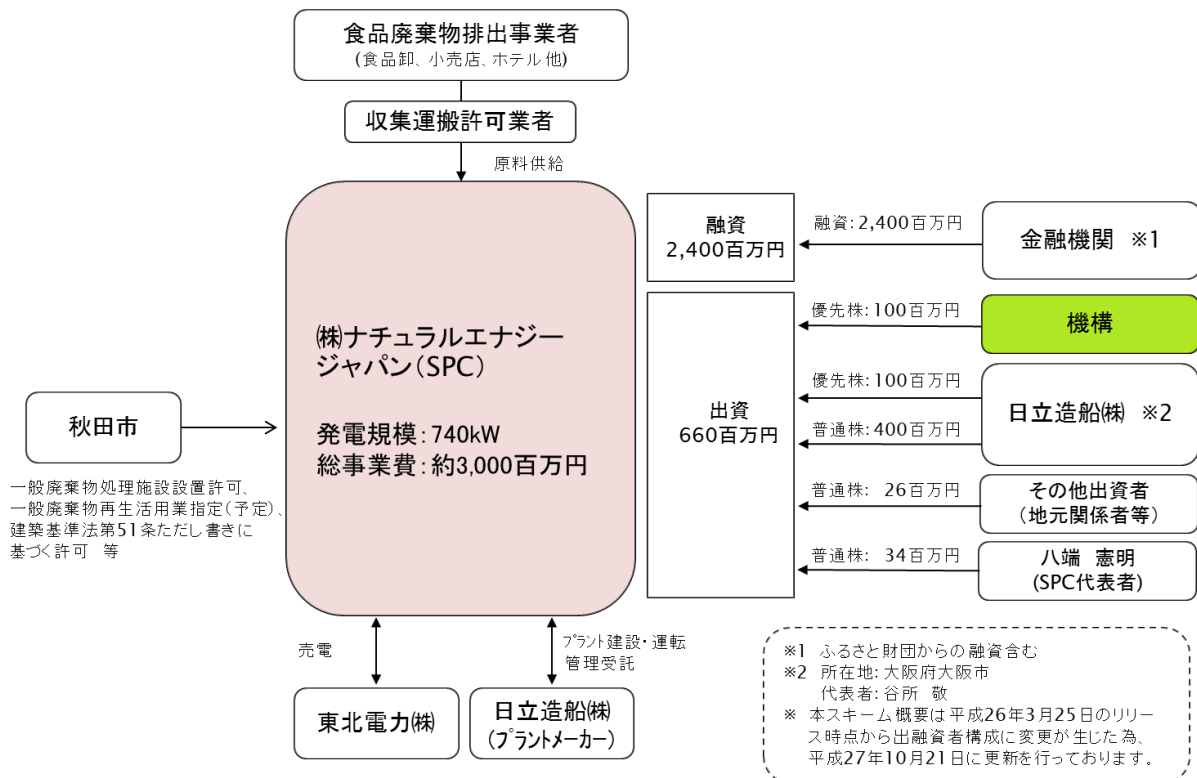 食品廃棄物排出事業者
(食品卸、小売店、ホテル他)
収集運搬許可業者
原料供給
㈱ナチュラルエナジー
ジャパン(SPC)
発電規模:740kW
総事業費:約3,000百万円
秋田市
一般廃棄物処理施設設置許可、
一般廃棄物再生活用業指定(予定)、
建築基準法第51条ただし書きに
基づく許可 等
融資
2,400百万円
融資:2,400百万円
金融機関 ※1
出資
660百万円
優先株:100百万円
機構
優先株:100百万円
普通株:400百万円
日立造船㈱ ※2
普通株: 26百万円
その他出資者
(地元関係者等)
普通株: 34百万円
八端 憲明
(SPC代表者)
売電
東北電力㈱
プラント建設・運転
管理受託
日立造船㈱
(プラントメーカー)
※1 ふるさと財団からの融資含む
※2 所在地:大阪府大阪市
代表者:谷所 敬
※ 本スキーム概要は平成26年3月25日のリリー
ス時点から出融資者構成に変更が生じた為、
平成27年10月21日に更新を行っております。